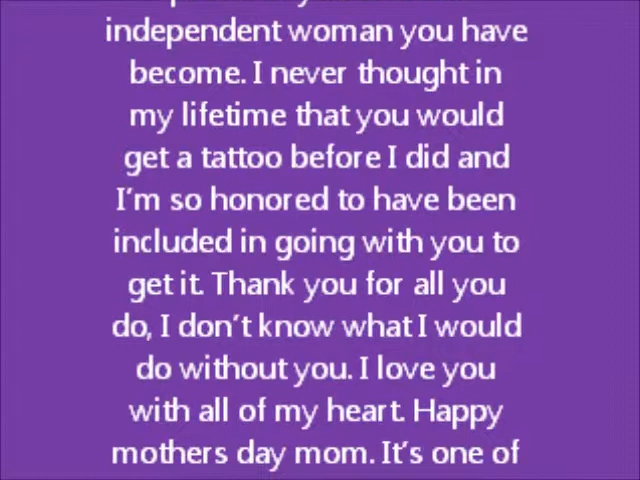 independent woman you have
become. I never thought in
my lifetime that you would
get a tattoo before I did and
I'm so honored to have been
included in going with you to
get it. Thank you for all you
do, I don't know what I would
do without you. I love you
with all of my heart. Happy
mothers day mom. It's one of